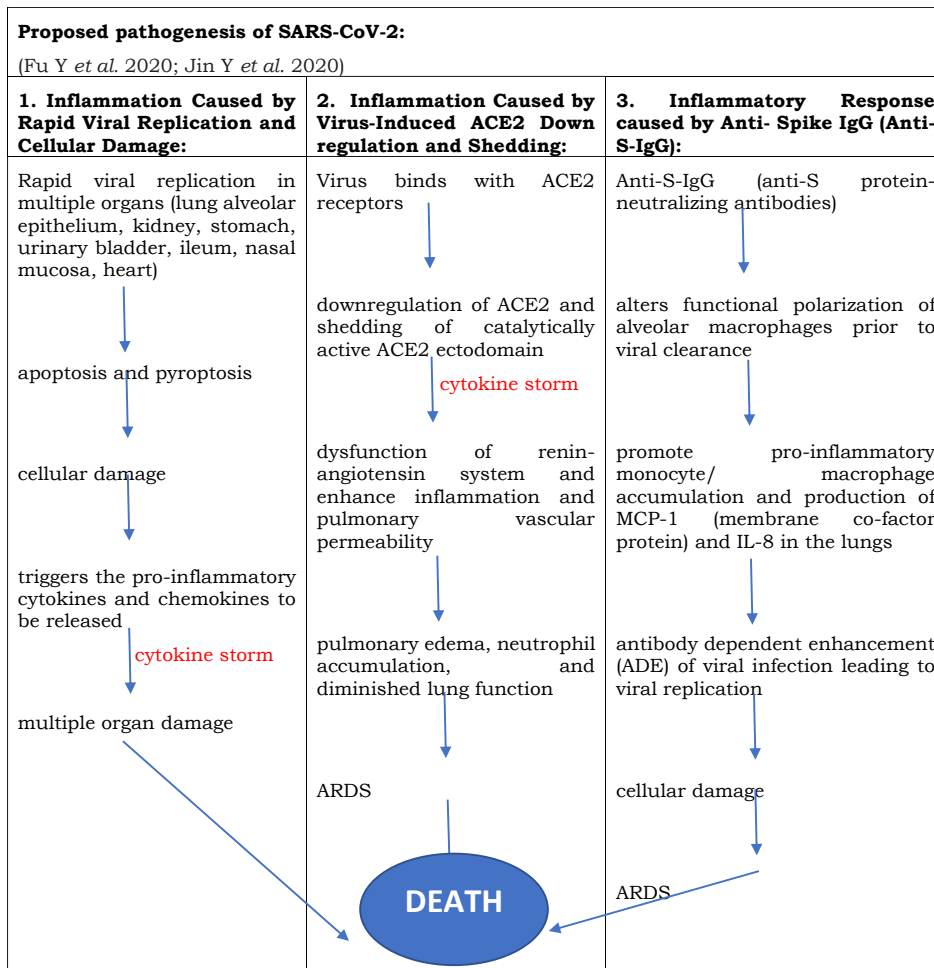 Proposed pathogenesis of SARS-CoV-2:
(Fu Y et al. 2020; Jin Y et al. 2020)
1. Inflammation Caused by
Rapid Viral Replication and
Cellular Damage:
Rapid viral replication in
multiple organs (lung alveolar
epithelium, kidney, stomach,
urinary bladder, ileum, nasal
mucosa, heart)
apoptosis and pyroptosis
cellular damage
triggers the pro-inflammatory
cytokines and chemokines to
be released
cytokine storm
multiple organ damage
2. Inflammation Caused by
Virus-Induced ACE2 Down
regulation and Shedding:
Virus binds with ACE2
receptors
downregulation of ACE2 and
shedding of catalytically
active ACE2 ectodomain
cytokine storm
dysfunction of renin-
angiotensin system and
enhance inflammation and
pulmonary vascular
permeability
pulmonary edema, neutrophil
accumulation, and
diminished lung function
ARDS
3. Inflammatory Response
caused by Anti- Spike IgG (Anti-
S-IgG):
Anti-S-IgG (anti-S protein-
neutralizing antibodies)
alters functional polarization of
alveolar macrophages prior to
viral clearance
promote pro-inflammatory
monocyte/ macrophage
accumulation and production of
MCP-1 (membrane co-factor
protein) and IL-8 in the lungs
antibody dependent enhancement
(ADE) of viral infection leading to
viral replication
cellular damage
ARDS
DEATH